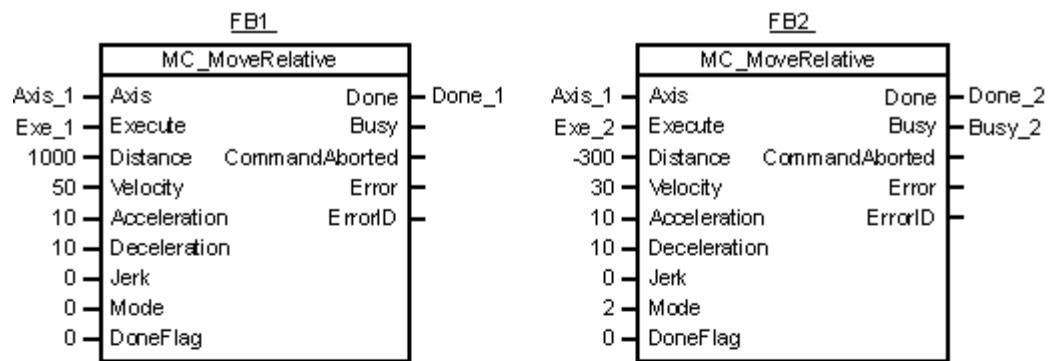 FB1 FB2
MC_MoveRelative MC_MoveRelative
Axis_1 Axis Done Done_1 Axis_1 Axis Done Done_2
Exe_1 Execute Busy Exe_2 Execute Busy Busy_2
1000 Distance CommandAborted -300 Distance CommandAborted
50 Velocity Error 30 Velocity Error
10 Acceleration ErrorID 10 Acceleration ErrorID
10 Deceleration 10 Deceleration
0 Jerk 0 Jerk
0 Mode 2 Mode
0 DoneFlag 0 DoneFlag